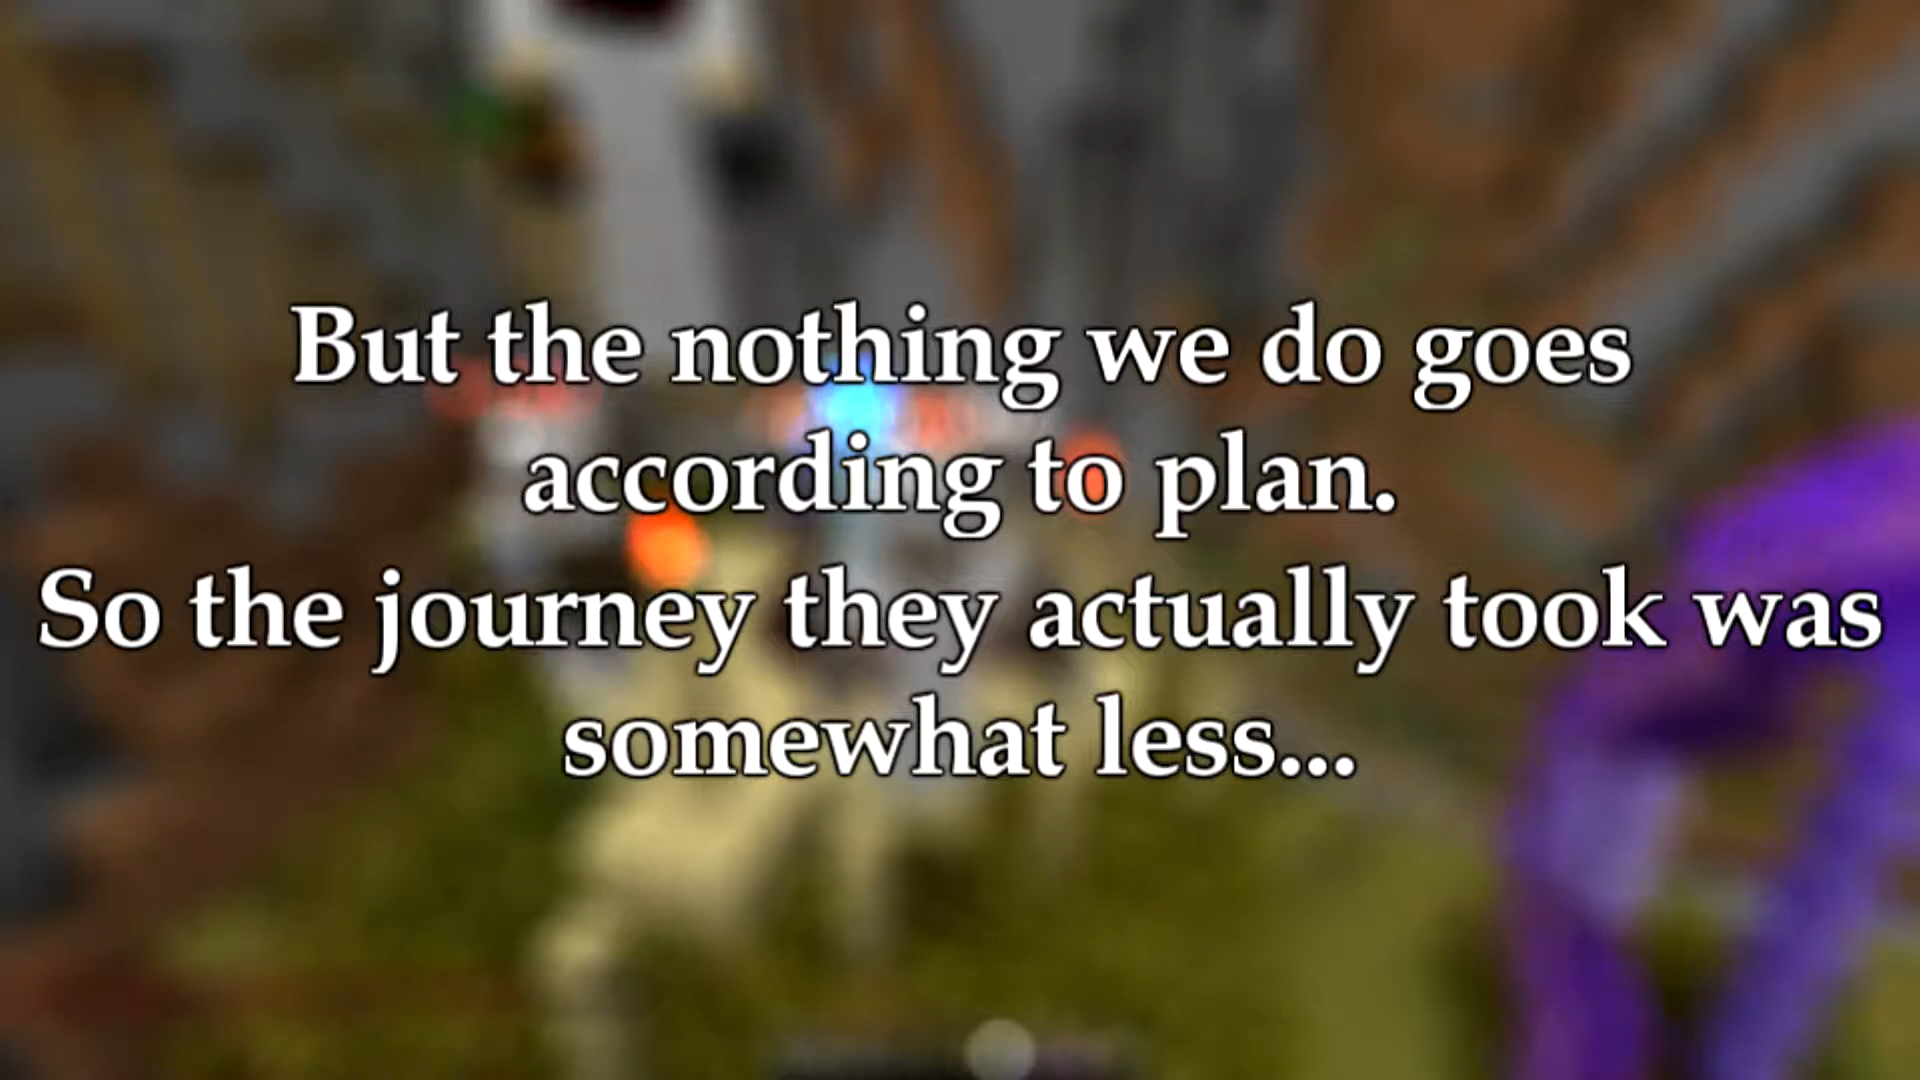 But the nothing we do goes
according to plan.
So the journey they actually took was
somewhat less...